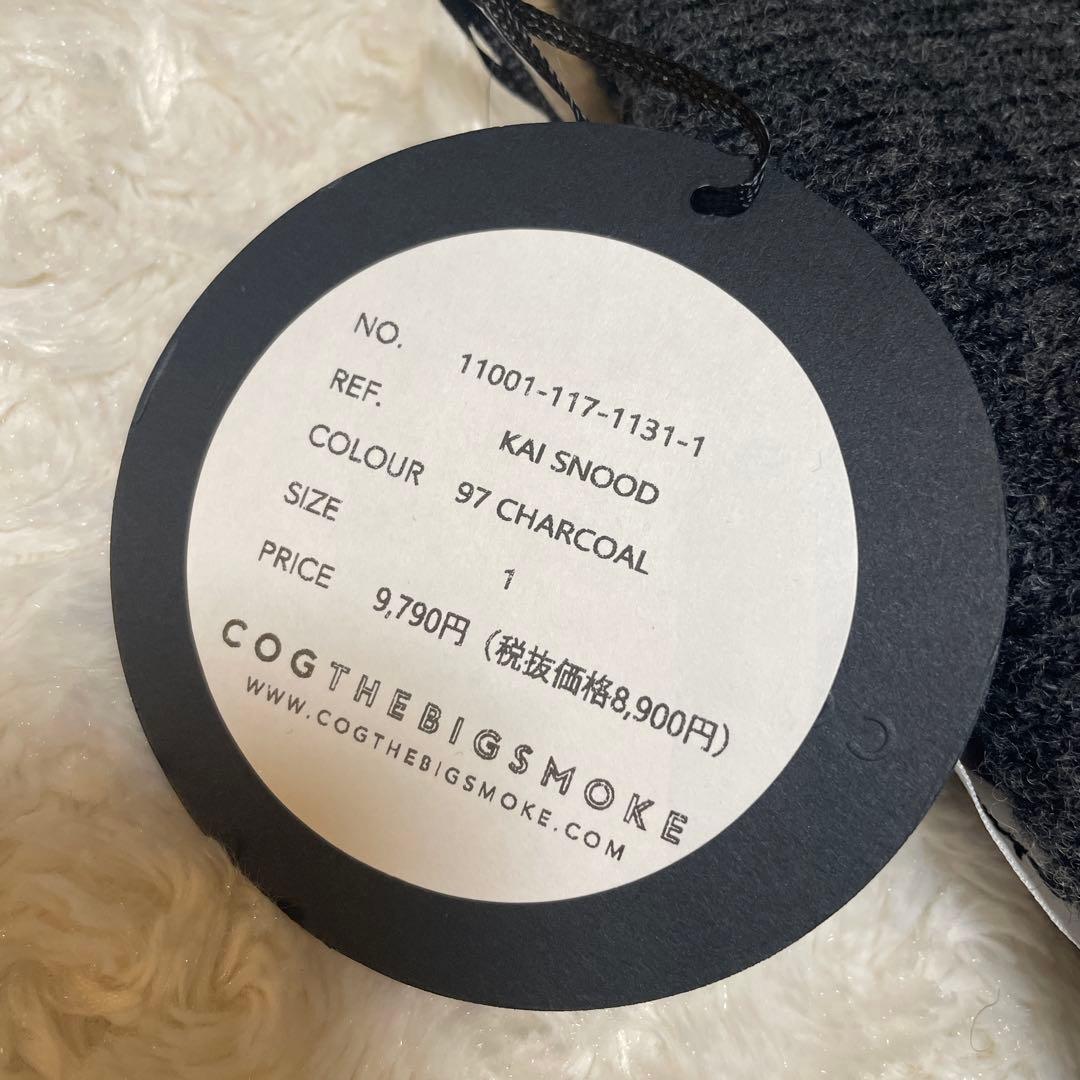 NO. 11001-117-1131-1
REF. KAI SNOOD
COLOUR 97 CHARCOAL
SIZE 1
PRICE 9,790円 (税抜価格8,900円)
COGTHEBIGSMOKE
WWW.COGTHEBIGSMOKE.COM